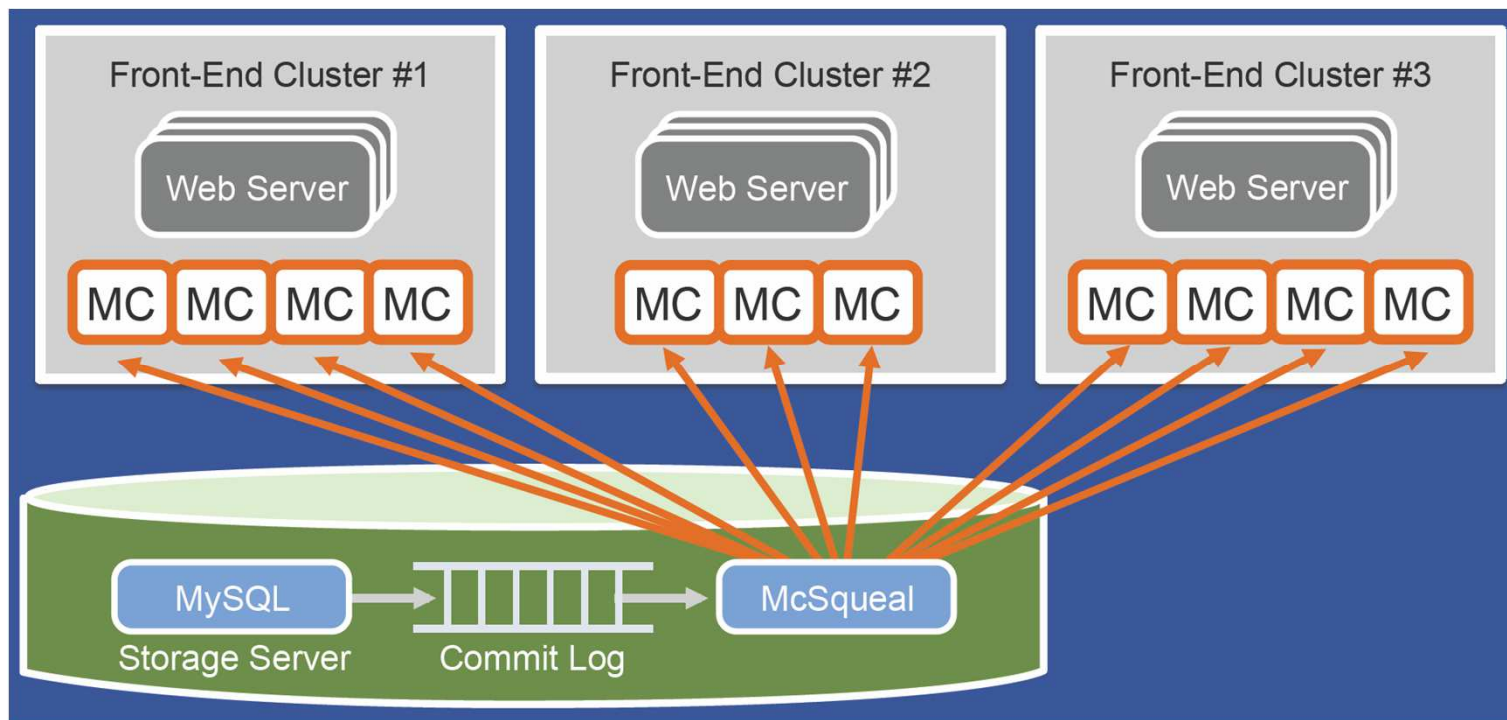 Front-End Cluster #1
Front-End Cluster #2
Front-End Cluster #3
Web Server
Web Server
Web Server
MC MC MC MC
MC MC MC
MC MC MC MC
MySQL
McSqueal
Storage Server
Commit Log